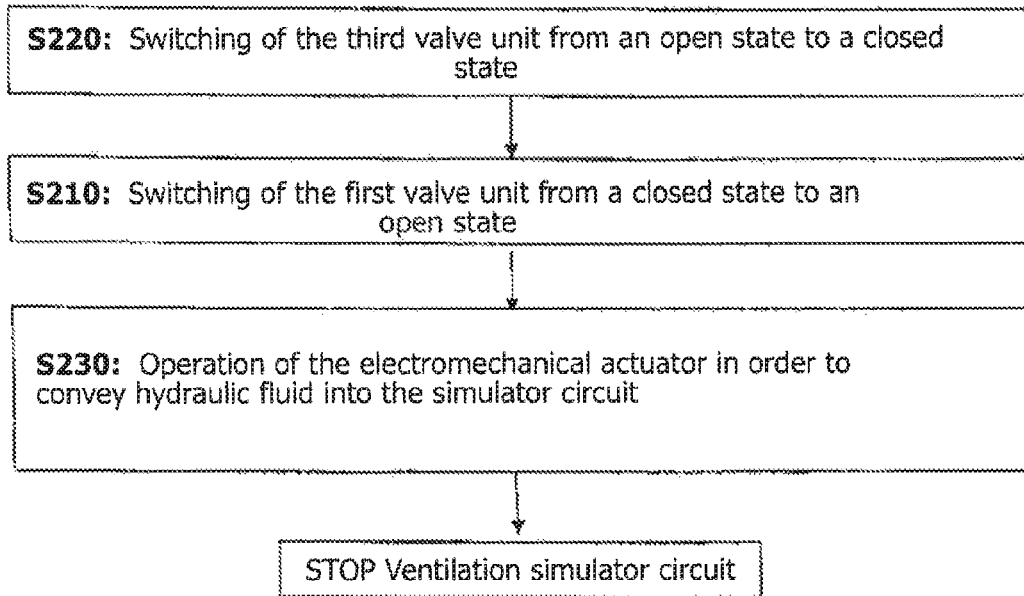 S220: Switching of the third valve unit from an open state to a closed
state
S210: Switching of the first valve unit from a closed state to an
open state
S230: Operation of the electromechanical actuator in order to
convey hydraulic fluid into the simulator circuit
STOP Ventilation simulator circuit